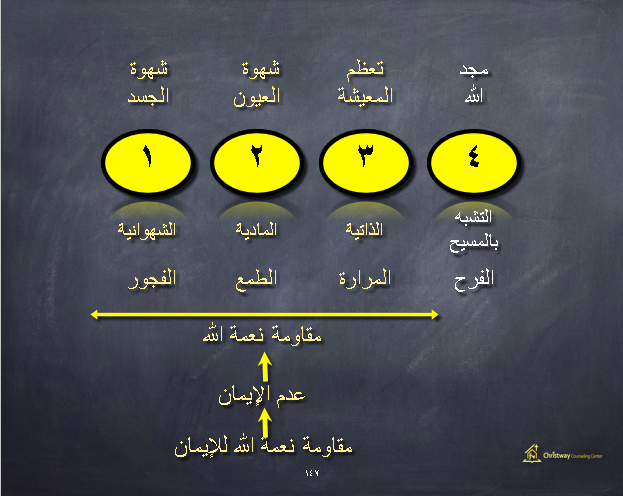 مجد
الله
تعظم
المعيشة
شهوة
العيون
شهوة
الجسد
٤
٣
٢
١
التشبه
بالمسيح
الذاتية
المادية
الشهوانية
الفرح
المرارة
الطمع
الفجور
مقاومة نعمة الله
عدم الإيمان
مقاومة نعمة الله للإيمان
١٤٧
Christway Counseling Center